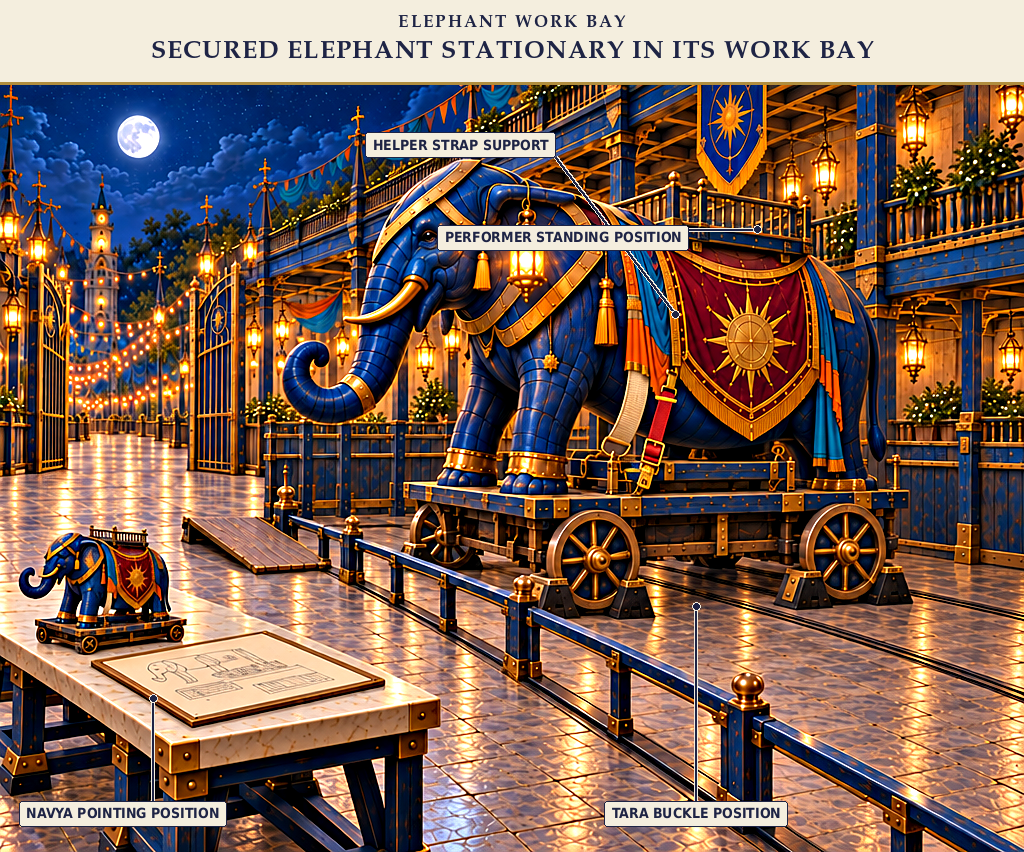 ELEPHANT WORK BAY
SECURED ELEPHANT STATIONARY IN ITS WORK BAY
HELPER STRAP SUPPORT
PERFORMER STANDING POSITION
NAVYA POINTING POSITION
TARA BUCKLE POSITION